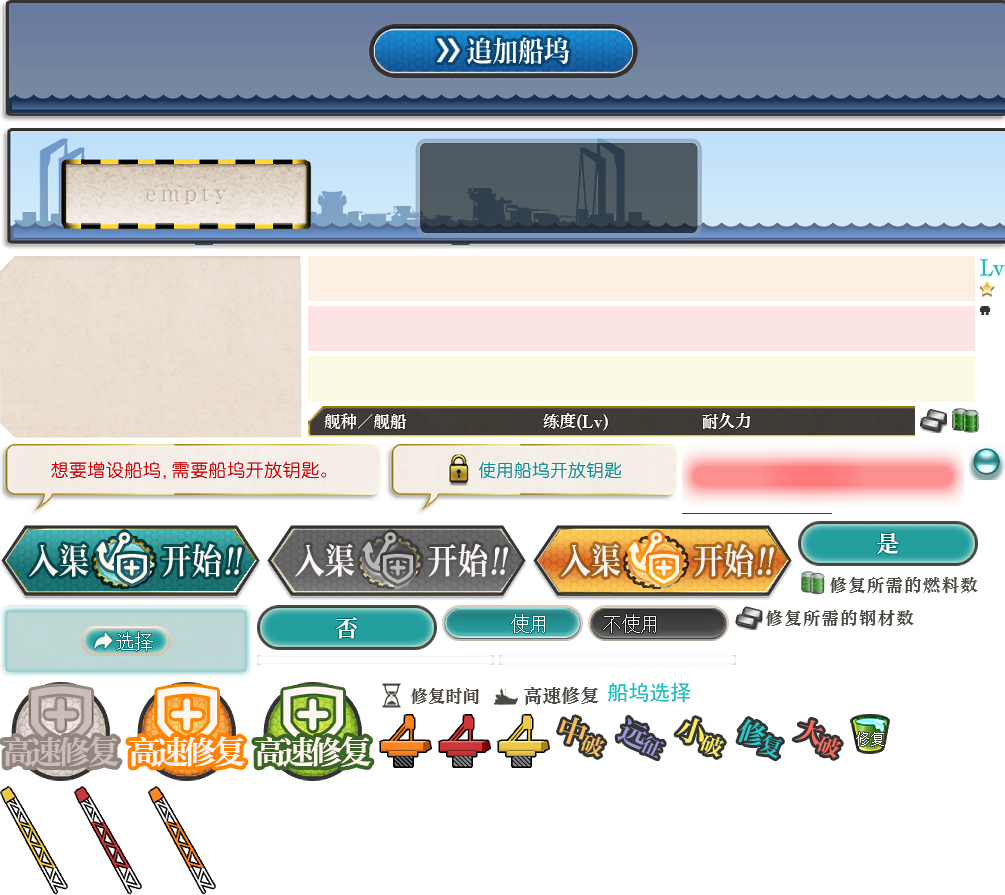 追加船坞
empty
Lv
舰种／舰船 练度(Lv) 耐久力
想要增设船坞,需要船坞开放钥匙。
使用船坞开放钥匙
入渠 开始!!
入渠 开始!!
入渠 开始!!
是
修复所需的燃料数
选择
否
使用
不使用
修复所需的钢材数
高速修复
高速修复
高速修复
修复时间
高速修复
船坞选择
中破
远征
小破
修复
大破
修复